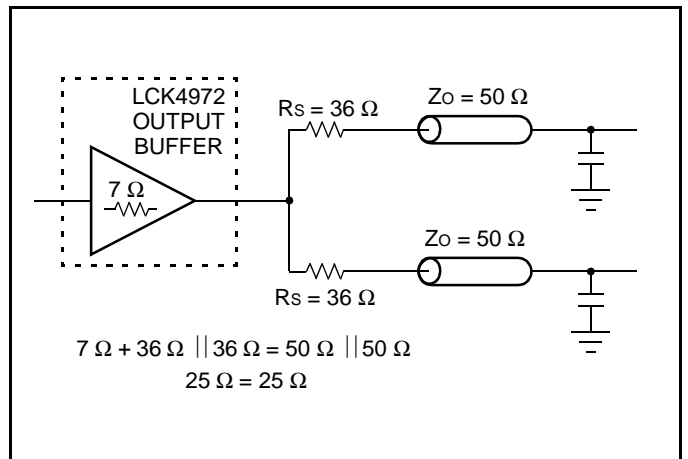 LCK4972
OUTPUT
BUFFER
7 Ω
RS = 36 Ω
ZO = 50 Ω
ZO = 50 Ω
RS = 36 Ω
7 Ω + 36 Ω || 36 Ω = 50 Ω || 50 Ω
25 Ω = 25 Ω